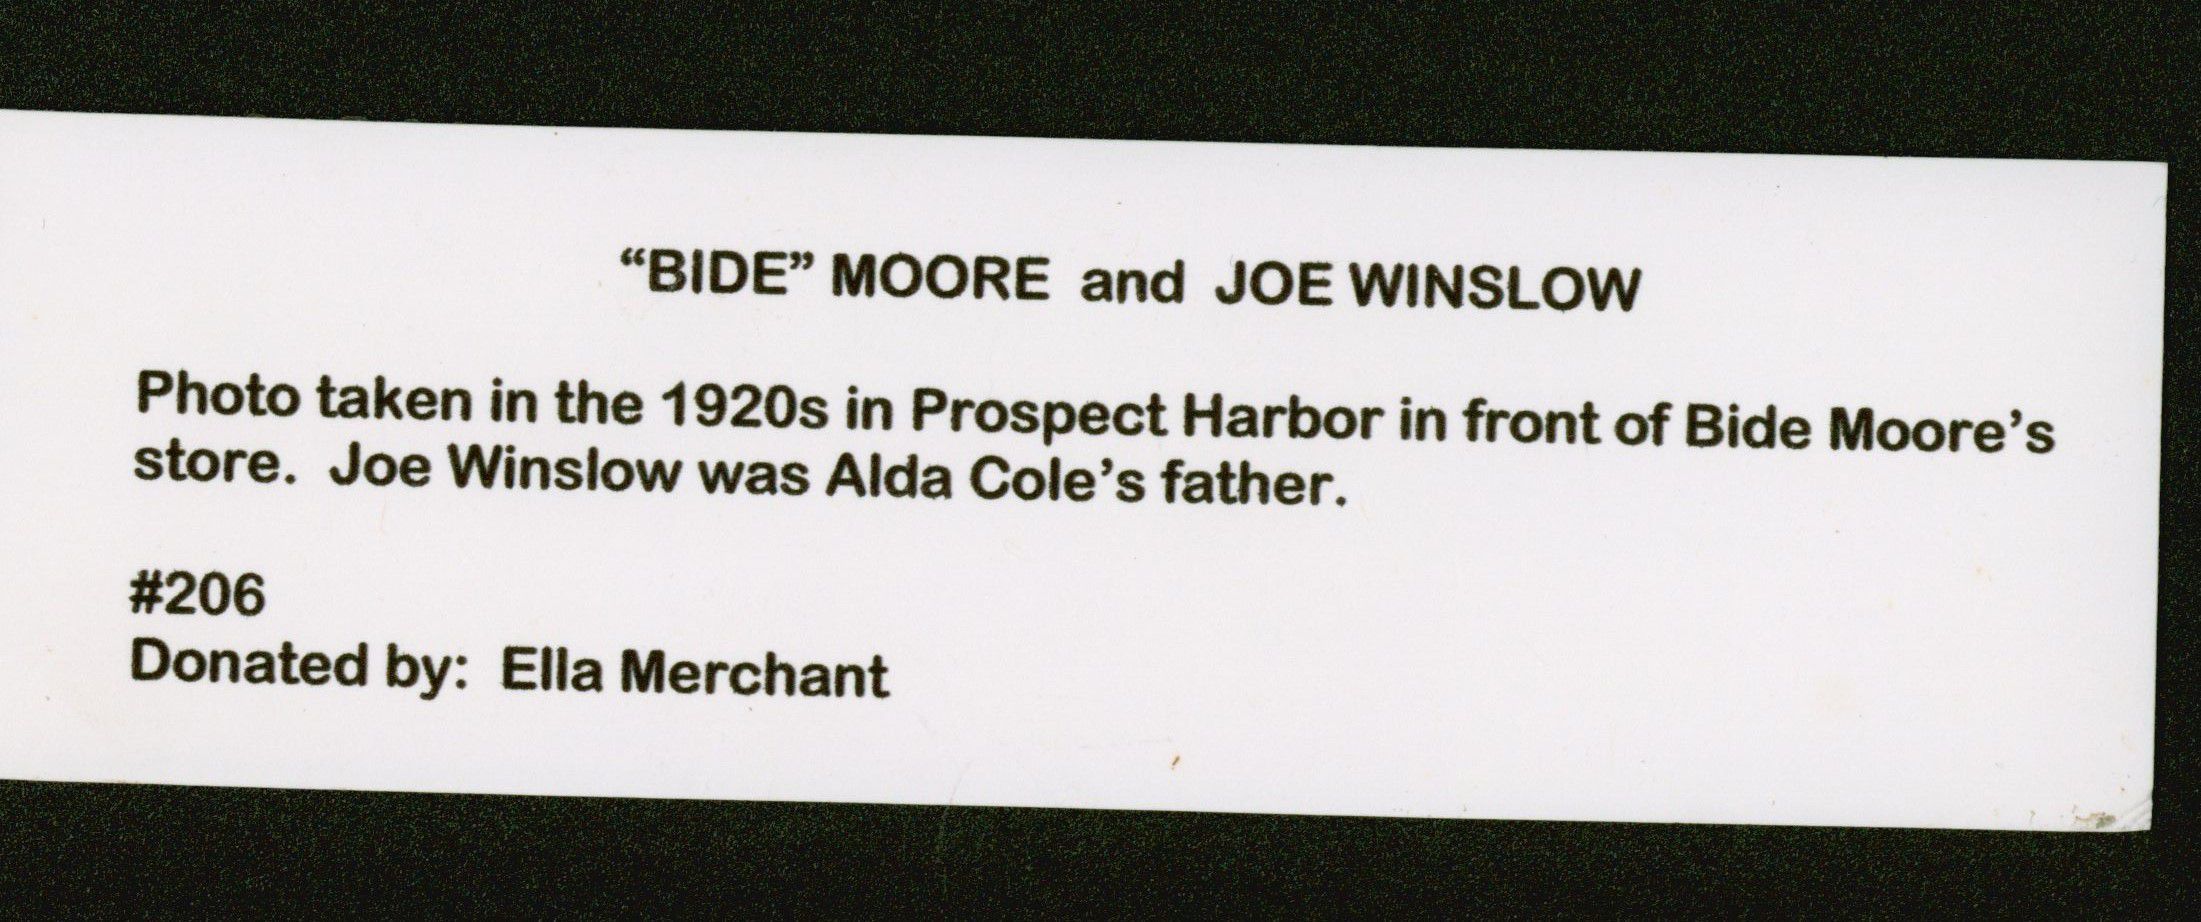 “BIDE” MOORE and JOE WINSLOW
Photo taken in the 1920s in Prospect Harbor in front of Bide Moore’s
store. Joe Winslow was Alda Cole’s father.
#206
Donated by: Ella Merchant